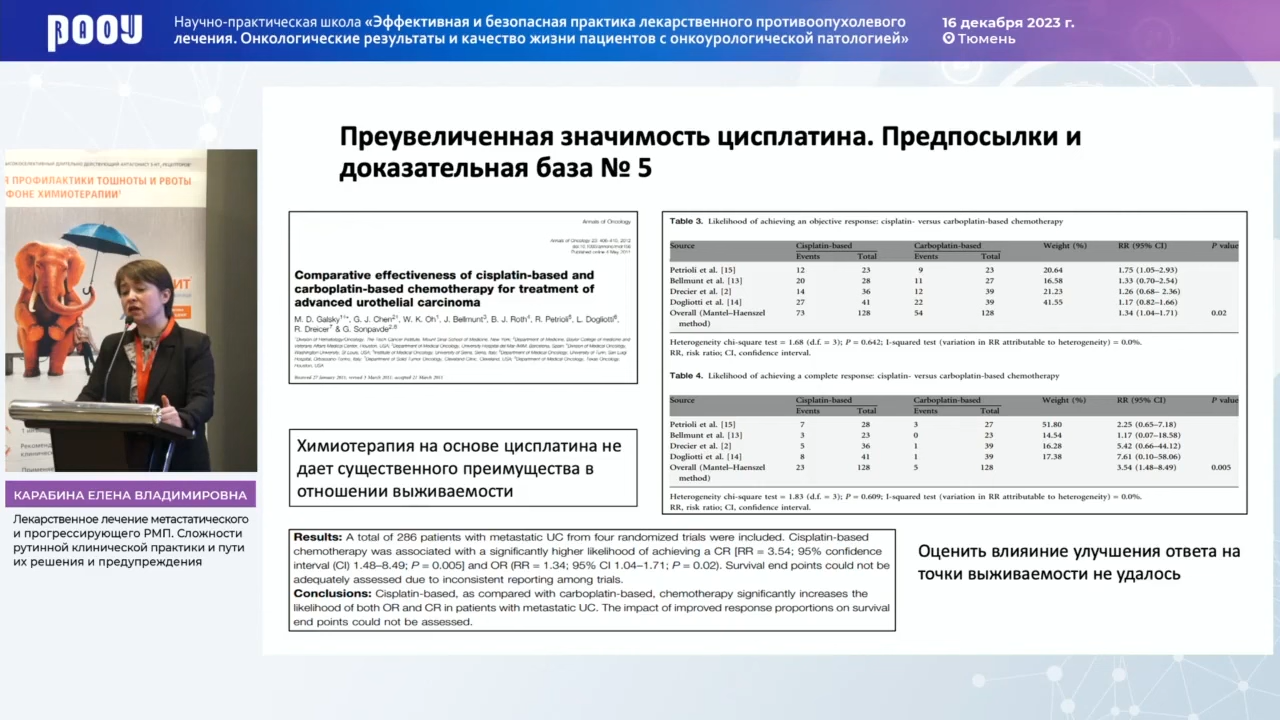 РАОУ
Научно-практическая школа «Эффективная и безопасная практика лекарственного противоопухолевого
лечения. Онкологические результаты и качество жизни пациентов с онкоурологической патологией»
16 декабря 2023 г.
Тюмень
Преувеличенная значимость цисплатина. Предпосылки и
доказательная база № 5
Я ПРОФИЛАКТИКИ ТОШНОТЫ И РВОТЫ
ФОНЕ ХИМИОТЕРАПИИ¹
КАРАБИНА ЕЛЕНА ВЛАДИМИРОВНА
Лекарственное лечение метастатического
и прогрессирующего РМП. Сложности
рутинной клинической практики и пути
их решения и предупреждения
Annals of Oncology
Comparative effectiveness of cisplatin-based and
carboplatin-based chemotherapy for treatment of
advanced urothelial carcinoma
M. D. Galsky, G. J. Chen, W. K. Oh, J. Bellmunt, B. J. Roth, R. Petrioli, L. Dogliotti,
R. Dreicer & G. Sonpavde
Химиотерапия на основе цисплатина не
дает существенного преимущества в
отношении выживаемости
Table 3. Likelihood of achieving an objective response: cisplatin- versus carboplatin-based chemotherapy
Source Cisplatin-based Carboplatin-based Weight (%) RR (95% CI) P value
Events Total Events Total
Petrioli et al. [15] 12 23 9 23 20.64 1.75 (1.05–2.93)
Bellmunt et al. [13] 20 28 11 27 16.58 1.33 (0.70–2.54)
Drecier et al. [2] 14 36 12 39 21.23 1.26 (0.68– 2.36)
Dogliotti et al. [14] 27 41 22 39 41.55 1.17 (0.82–1.66)
Overall (Mantel–Haenszel 73 128 54 128 1.34 (1.04–1.71) 0.02
method)
Heterogeneity chi-square test = 1.68 (d.f. = 3); P = 0.642; I-squared test (variation in RR attributable to heterogeneity) = 0.0%.
RR, risk ratio; CI, confidence interval.
Table 4. Likelihood of achieving a complete response: cisplatin- versus carboplatin-based chemotherapy
Source Cisplatin-based Carboplatin-based Weight (%) RR (95% CI) P value
Events Total Events Total
Petrioli et al. [15] 7 28 3 27 51.80 2.25 (0.65–7.18)
Bellmunt et al. [13] 3 23 0 23 14.54 1.17 (0.07–18.58)
Drecier et al. [2] 5 36 1 39 16.28 5.42 (0.66–44.12)
Dogliotti et al. [14] 8 41 1 39 17.38 7.61 (0.10–58.06)
Overall (Mantel–Haenszel 23 128 5 128 3.54 (1.48–8.49) 0.005
method)
Heterogeneity chi-square test = 1.83 (d.f. = 3); P = 0.609; I-squared test (variation in RR attributable to heterogeneity) = 0.0%.
RR, risk ratio; CI, confidence interval.
Results: A total of 286 patients with metastatic UC from four randomized trials were included. Cisplatin-based
chemotherapy was associated with a significantly higher likelihood of achieving a CR [RR = 3.54; 95% confidence
interval (CI) 1.48–8.49; P = 0.005] and OR (RR = 1.34; 95% CI 1.04–1.71; P = 0.02). Survival end points could not be
adequately assessed due to inconsistent reporting among trials.
Conclusions: Cisplatin-based, as compared with carboplatin-based, chemotherapy significantly increases the
likelihood of both OR and CR in patients with metastatic UC. The impact of improved response proportions on survival
end points could not be assessed.
Оценить влияиние улучшения ответа на
точки выживаемости не удалось